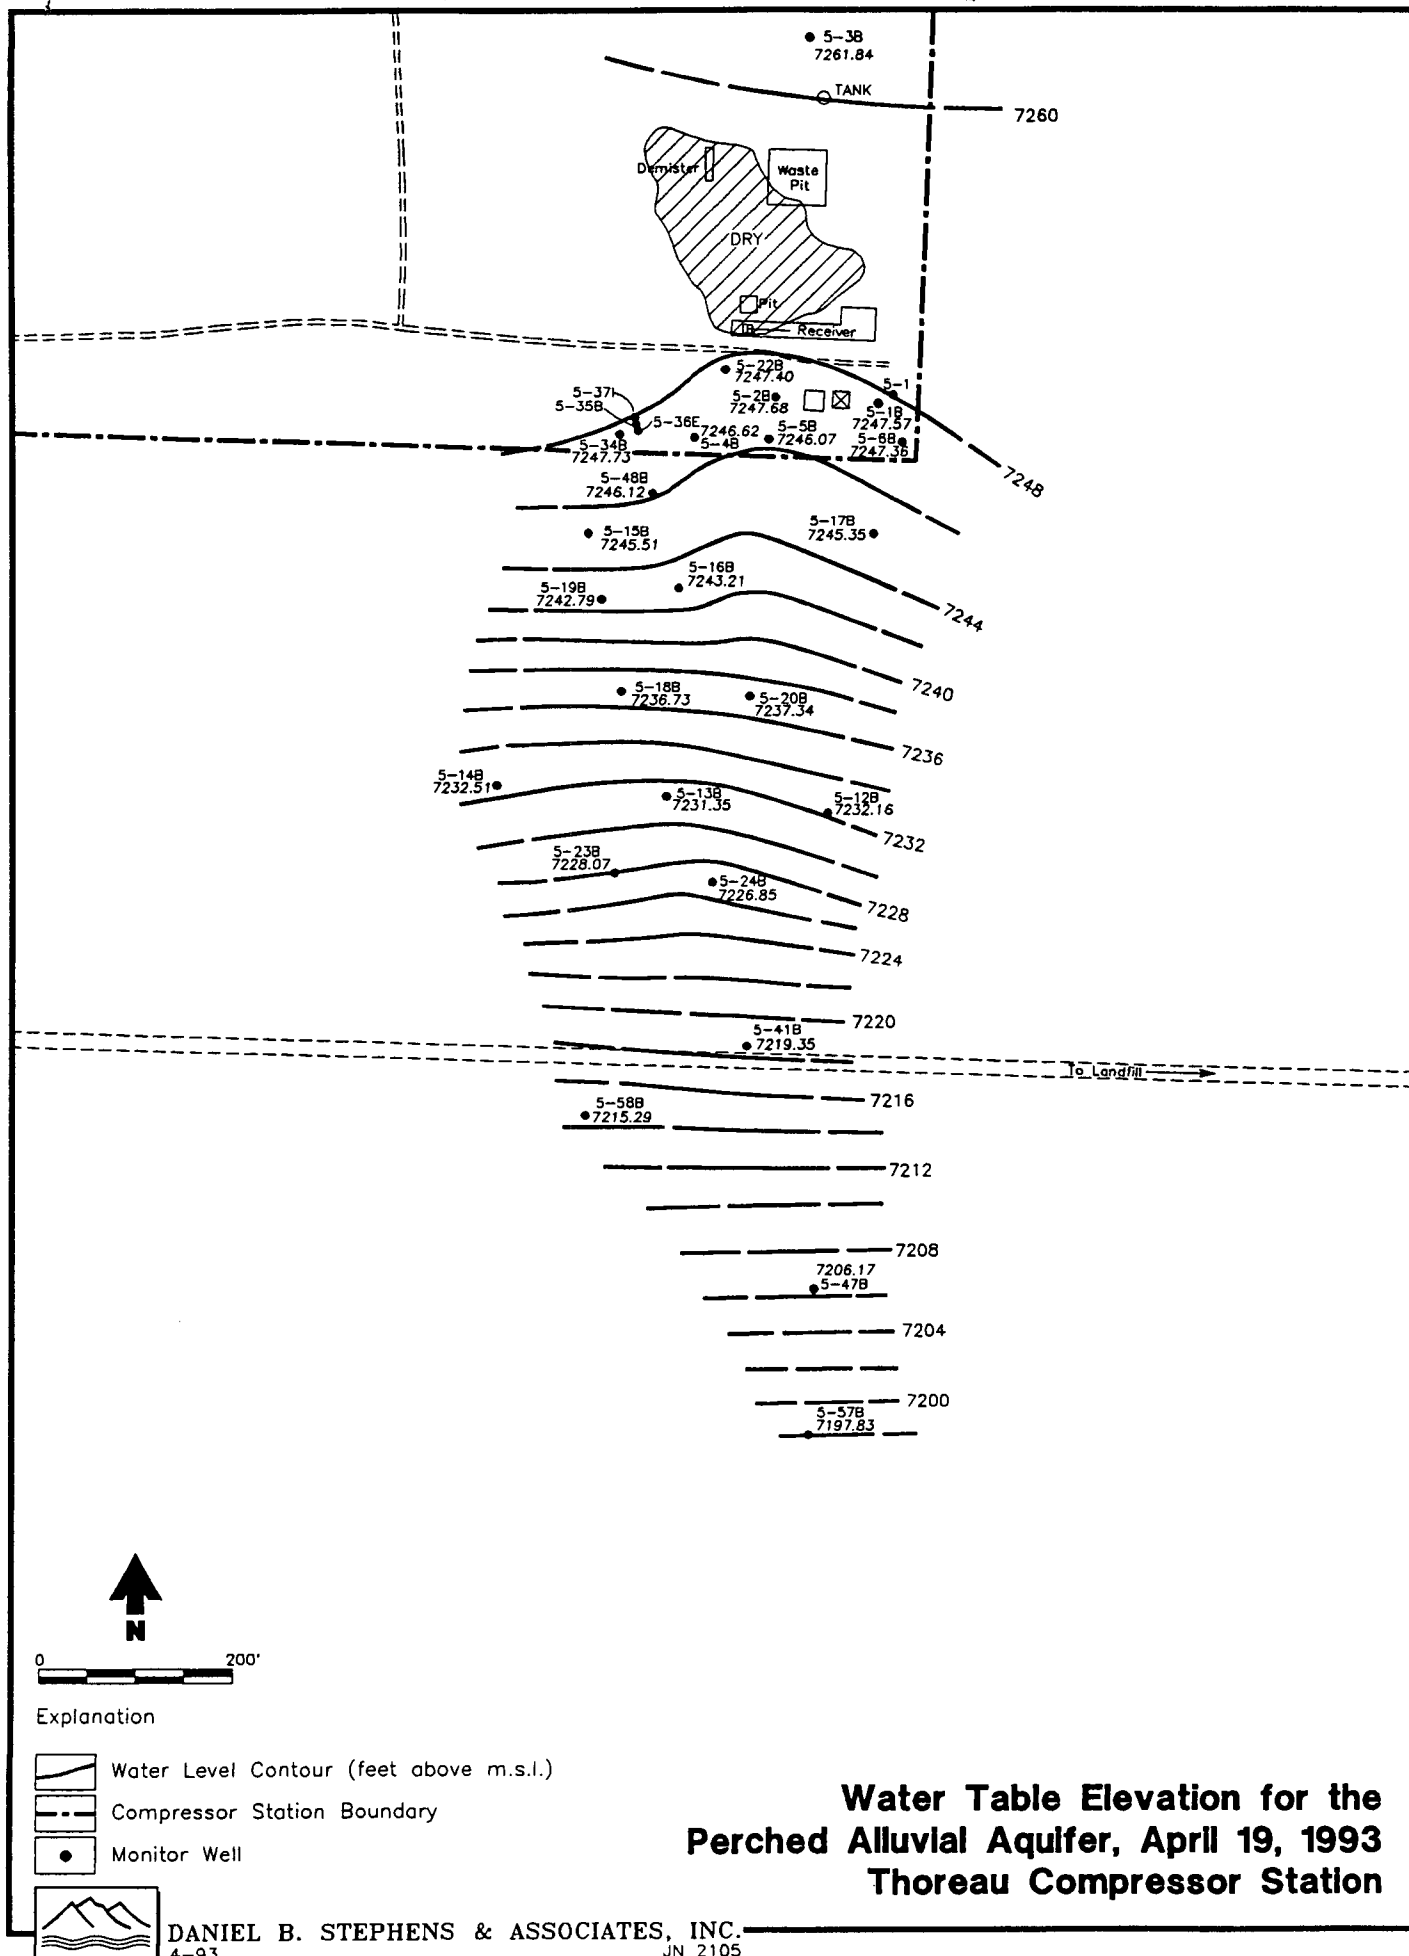 5-3B
7261.84
TANK
7260
Demister
Waste
Pit
DRY
Pit
Receiver
5-22B
7247.40
5-1
5-37I
5-35B
5-2B
7247.68
5-1B
7247.57
5-36E
7246.62
5-4B
5-5B
7246.07
5-6B
7247.36
5-34B
7247.73
7248
5-48B
7246.12
5-15B
7245.51
5-17B
7245.35
5-16B
7243.21
5-19B
7242.79
7244
7240
5-18B
7236.73
5-20B
7237.34
7236
5-14B
7232.51
5-13B
7231.35
5-12B
7232.16
7232
5-23B
7228.07
5-24B
7226.85
7228
7224
7220
5-41B
7219.35
To Landfill
7216
5-58B
7215.29
7212
7208
7206.17
5-47B
7204
7200
5-57B
7197.83
N
0 200'
Explanation
Water Level Contour (feet above m.s.l.)
Compressor Station Boundary
Monitor Well
Water Table Elevation for the
Perched Alluvial Aquifer, April 19, 1993
Thoreau Compressor Station
DANIEL B. STEPHENS & ASSOCIATES, INC.
4-93 JN 2105